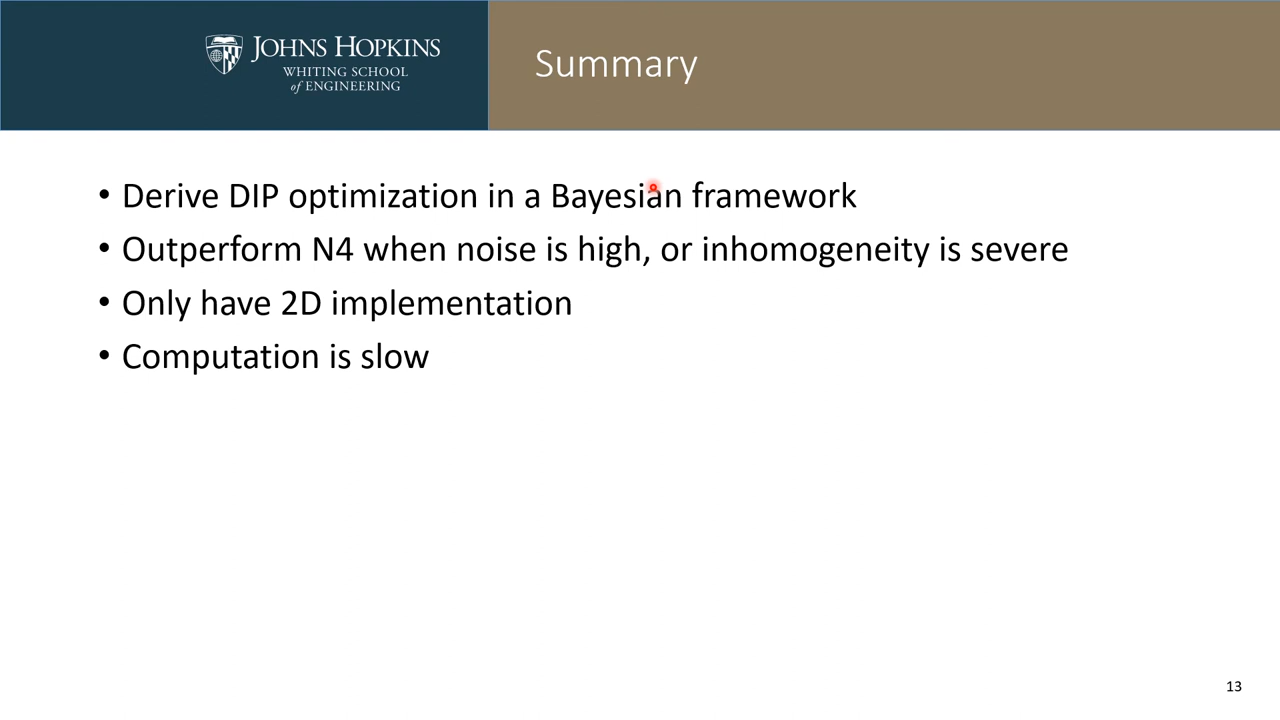 JOHNS HOPKINS
WHITING SCHOOL
of ENGINEERING
Summary
• Derive DIP optimization in a Bayesian framework
• Outperform N4 when noise is high, or inhomogeneity is severe
• Only have 2D implementation
• Computation is slow
13